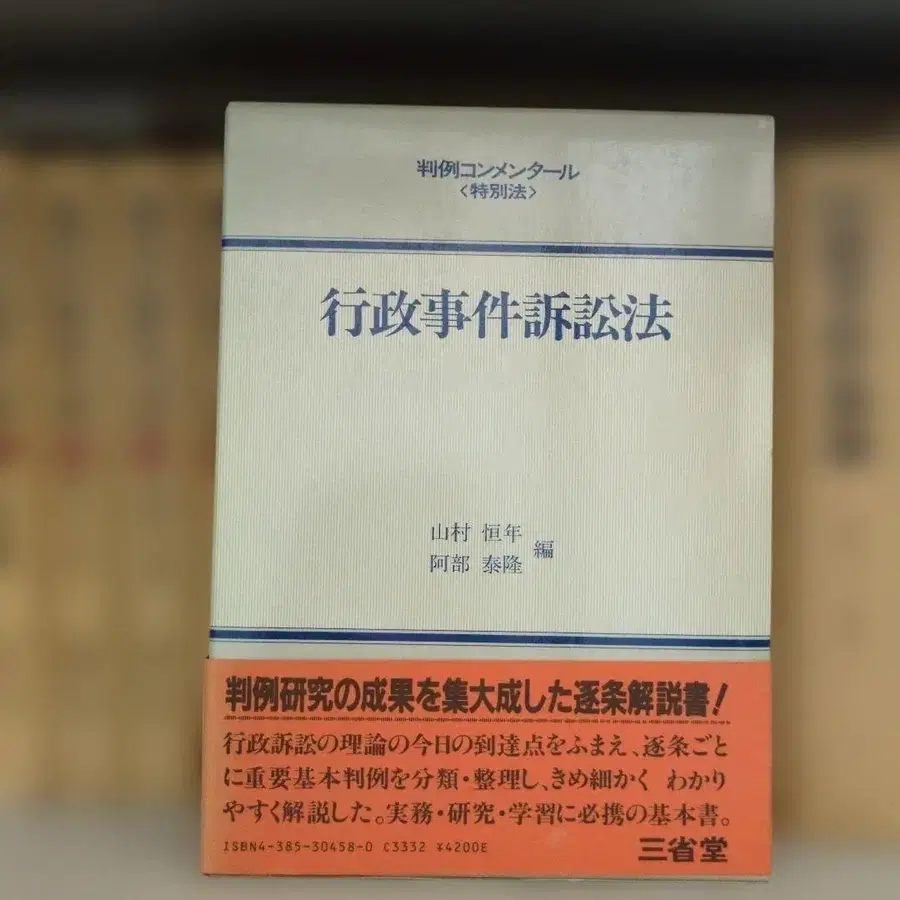 判例コンメンタール
〈特別法〉
行政事件訴訟法
山村 恒年
阿部 泰隆
編
判例研究の成果を集大成した逐条解説書!
行政訴訟の理論の今日の到達点をふまえ、逐条ごと
に重要基本判例を分類・整理し、きめ細かく わかり
やすく解説した。実務・研究・学習に必携の基本書。
ISBN4-385-30458-0 C3332 ¥4200E
三省堂